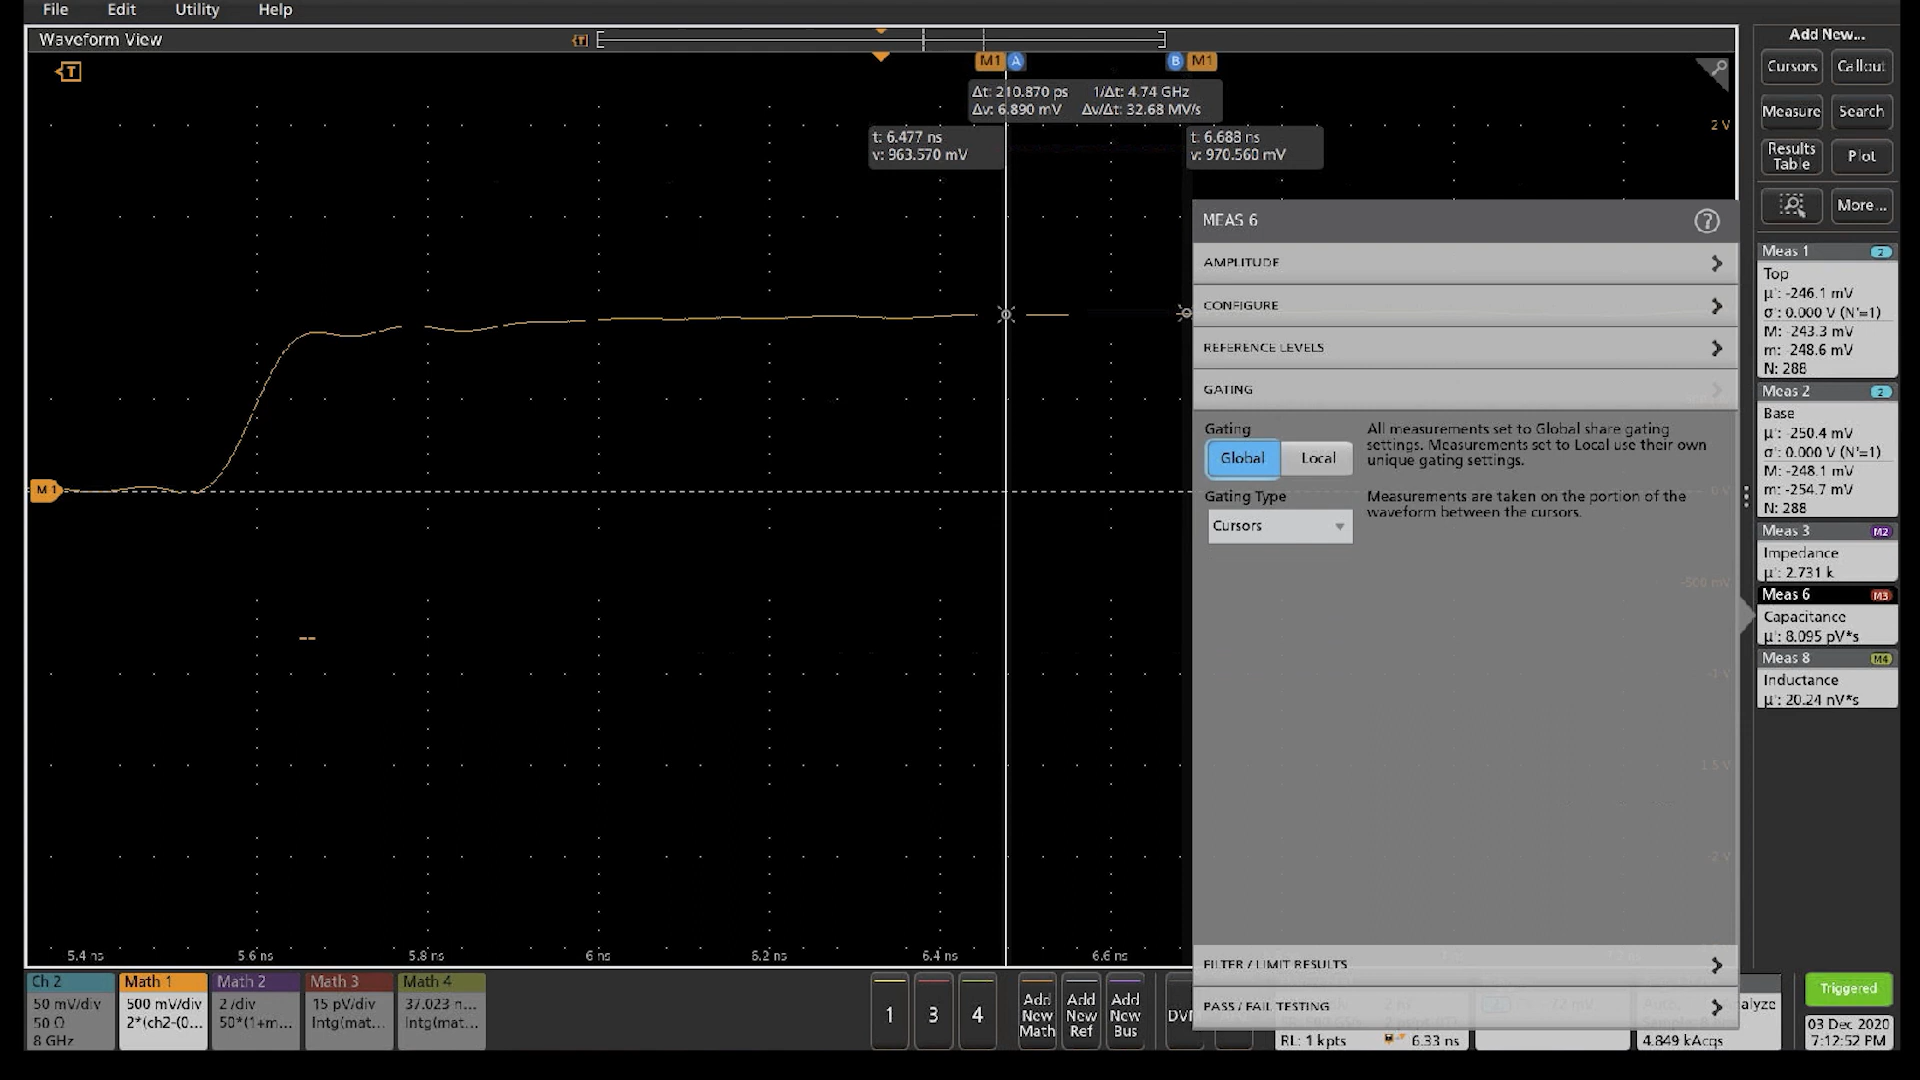 File Edit Utility Help
Waveform View
T
T
M1 A
B M1
Δt: 210.870 ps 1/Δt: 4.74 GHz
Δv: 6.890 mV Δv/Δt: 32.68 MV/s
t: 6.477 ns
v: 963.570 mV
t: 6.688 ns
v: 970.560 mV
2 V
M 1
0 V
-500 mV
-1 V
1.5 V
-2 V
5.4 ns 5.6 ns 5.8 ns 6 ns 6.2 ns 6.4 ns 6.6 ns
MEAS 6
?
AMPLITUDE
CONFIGURE
REFERENCE LEVELS
GATING
Gating
Global Local
All measurements set to Global share gating
settings. Measurements set to Local use their own
unique gating settings.
Gating Type
Cursors
Measurements are taken on the portion of the
waveform between the cursors.
FILTER / LIMIT RESULTS
PASS / FAIL TESTING
Add New...
Cursors Callout
Measure Search
Results
Table
Plot
More...
Meas 1 2
Top
µ': -246.1 mV
σ': 0.000 V (N'=1)
M: -243.3 mV
m: -248.6 mV
N: 288
Meas 2 2
Base
µ': -250.4 mV
σ': 0.000 V (N'=1)
M: -248.1 mV
m: -254.7 mV
N: 288
Meas 3 M2
Impedance
µ': 2.731 k
Meas 6 M3
Capacitance
µ': 8.095 pV*s
Meas 8 M4
Inductance
µ': 20.24 nV*s
Ch 2
50 mV/div
50 Ω
8 GHz
Math 1
500 mV/div
2*(ch2-(0...
Math 2
2 /div
50*(1+m...
Math 3
15 pV/div
Intg(mat...
Math 4
37.023 n...
Intg(mat...
1 3 4
Add
New
Math
Add
New
Ref
Add
New
Bus
RL: 1 kpts 6.33 ns
4.849 kAcqs
Triggered
03 Dec 2020
7:12:52 PM